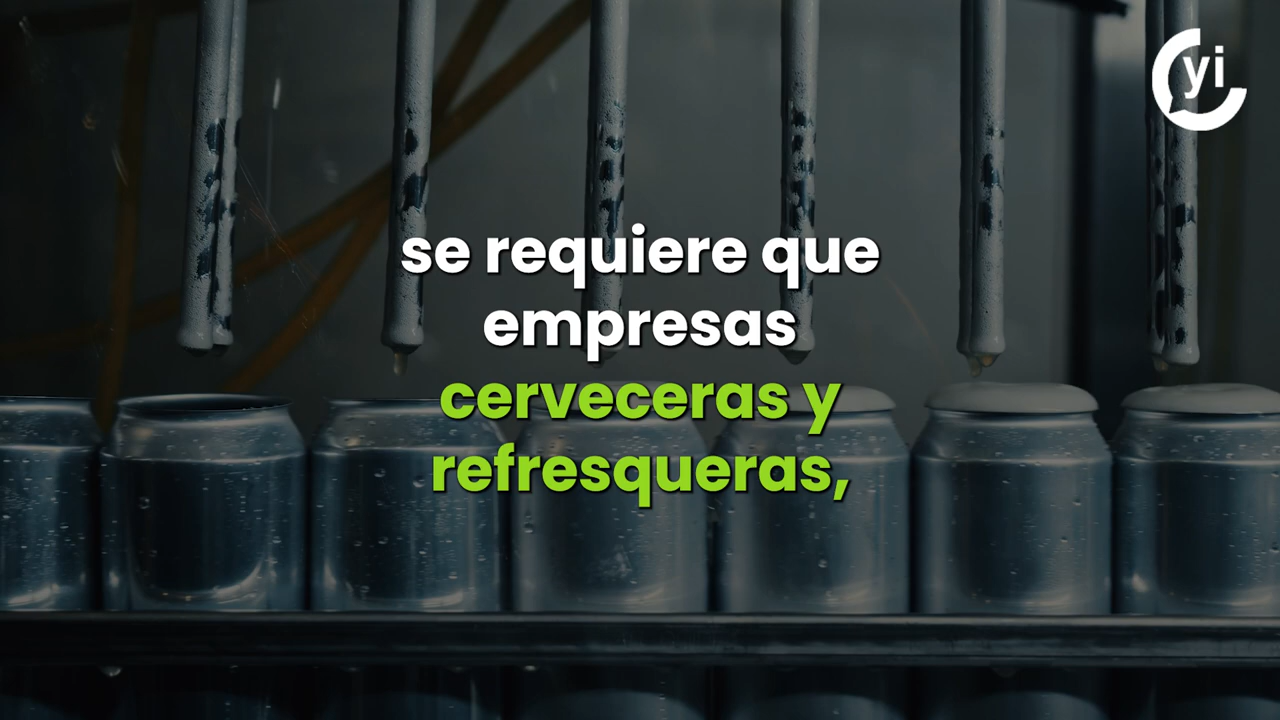 yi
se requiere que
empresas
cerveceras y
refresqueras,